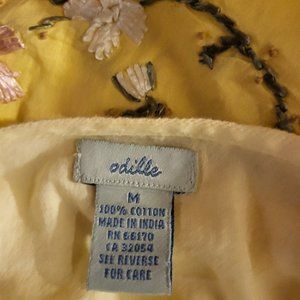 odille
M
100% COTTON
MADE IN INDIA
RN 66170
CA 32054
SEE REVERSE
FOR CARE